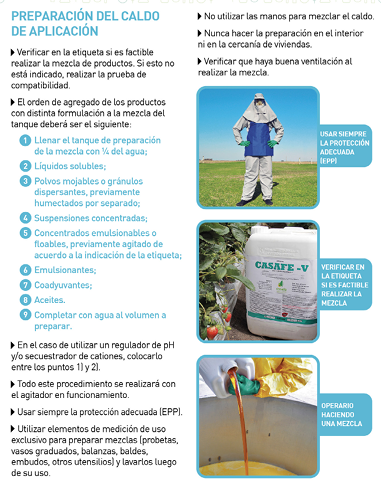 PREPARACIÓN DEL CALDO
DE APLICACIÓN
Verificar en la etiqueta si es factible
realizar la mezcla de productos. Si esto no
está indicado, realizar la prueba de
compatibilidad.
El orden de agregado de los productos
con distinta formulación a la mezcla del
tanque deberá ser el siguiente:
1 Llenar el tanque de preparación
de la mezcla con ¼ del agua;
2 Líquidos solubles;
3 Polvos mojables o gránulos
dispersantes, previamente
humectados por separado;
4 Suspensiones concentradas;
5 Concentrados emulsionables o
floables, previamente agitado de
acuerdo a la indicación de la etiqueta;
6 Emulsionantes;
7 Coadyuvantes;
8 Aceites.
9 Completar con agua al volumen a
preparar.
En el caso de utilizar un regulador de pH
y/o secuestrador de cationes, colocarlo
entre los puntos 1) y 2).
Todo este procedimiento se realizará con
el agitador en funcionamiento.
Usar siempre la protección adecuada (EPP).
Utilizar elementos de medición de uso
exclusivo para preparar mezclas (probetas,
vasos graduados, balanzas, baldes,
embudos, otros utensilios) y lavarlos luego
de su uso.
No utilizar las manos para mezclar el caldo.
Nunca hacer la preparación en el interior
ni en la cercanía de viviendas.
Verificar que haya buena ventilación al
realizar la mezcla.
USAR SIEMPRE
LA PROTECCIÓN
ADECUADA
(EPP)
CASAFE -V
VERIFICAR EN
LA ETIQUETA
SI ES FACTIBLE
REALIZAR LA
MEZCLA
OPERARIO
HACIENDO
UNA MEZCLA